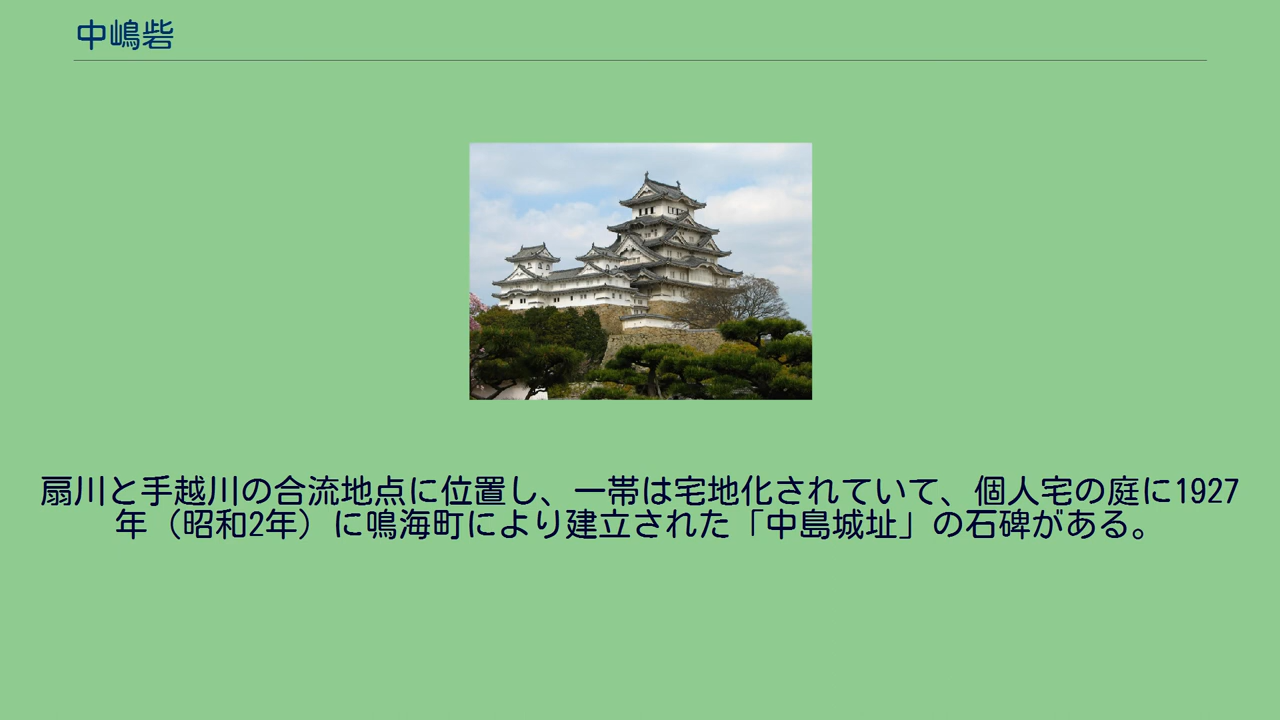 中嶋砦
扇川と手越川の合流地点に位置し、一帯は宅地化されていて、個人宅の庭に1927
年（昭和2年）に鳴海町により建立された「中島城址」の石碑がある。